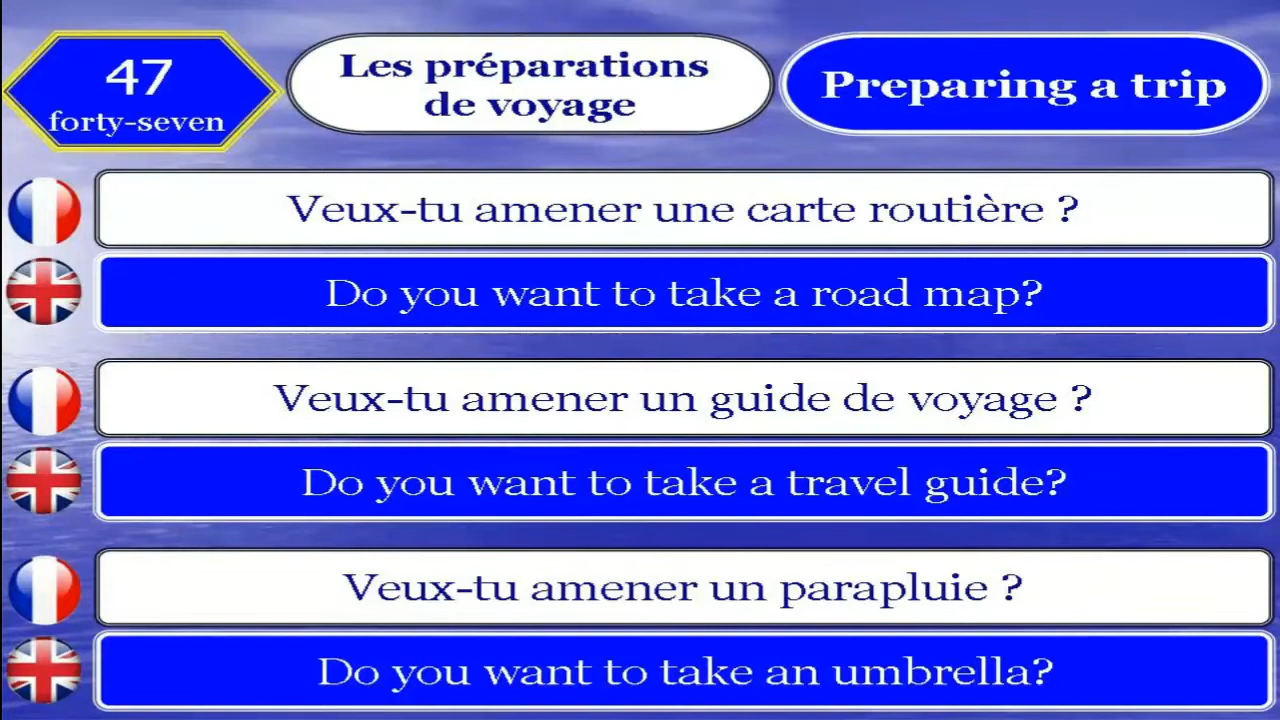 47
forty-seven
Les préparations
de voyage
Preparing a trip
Veux-tu amener une carte routière ?
Do you want to take a road map?
Veux-tu amener un guide de voyage ?
Do you want to take a travel guide?
Veux-tu amener un parapluie ?
Do you want to take an umbrella?